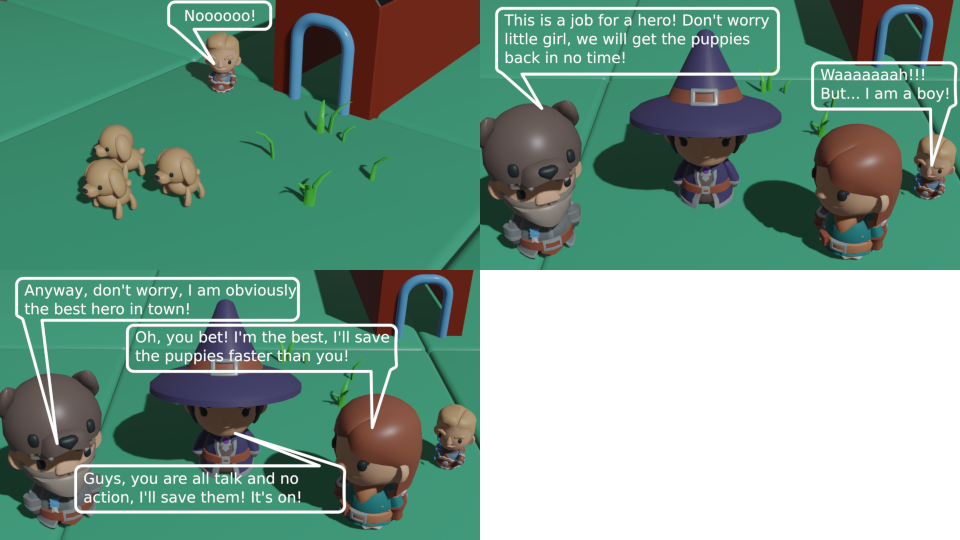 Noooooo!
This is a job for a hero! Don't worry
little girl, we will get the puppies
back in no time!
Waaaaaaah!!!
But... I am a boy!
Anyway, don't worry, I am obviously
the best hero in town!
Oh, you bet! I'm the best, I'll save
the puppies faster than you!
Guys, you are all talk and no
action, I'll save them! It's on!